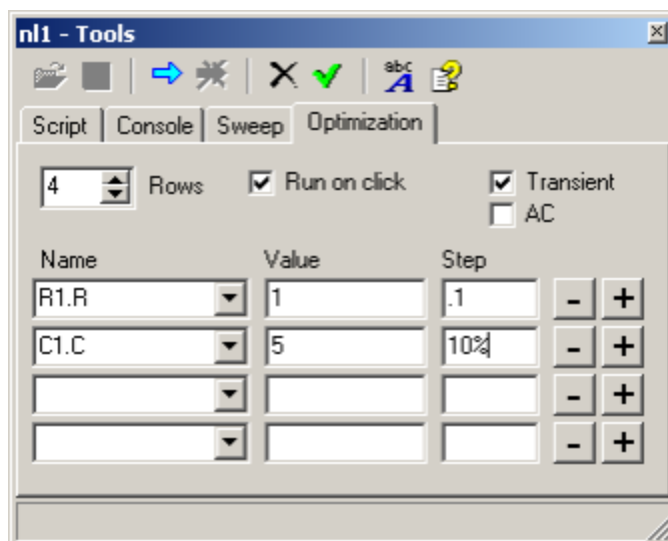 nl1 - Tools
abc A
Script Console Sweep Optimization
4 Rows Run on click Transient
AC
Name Value Step
R1.R 1 .1 - +
C1.C 5 10% - +
- +
- +